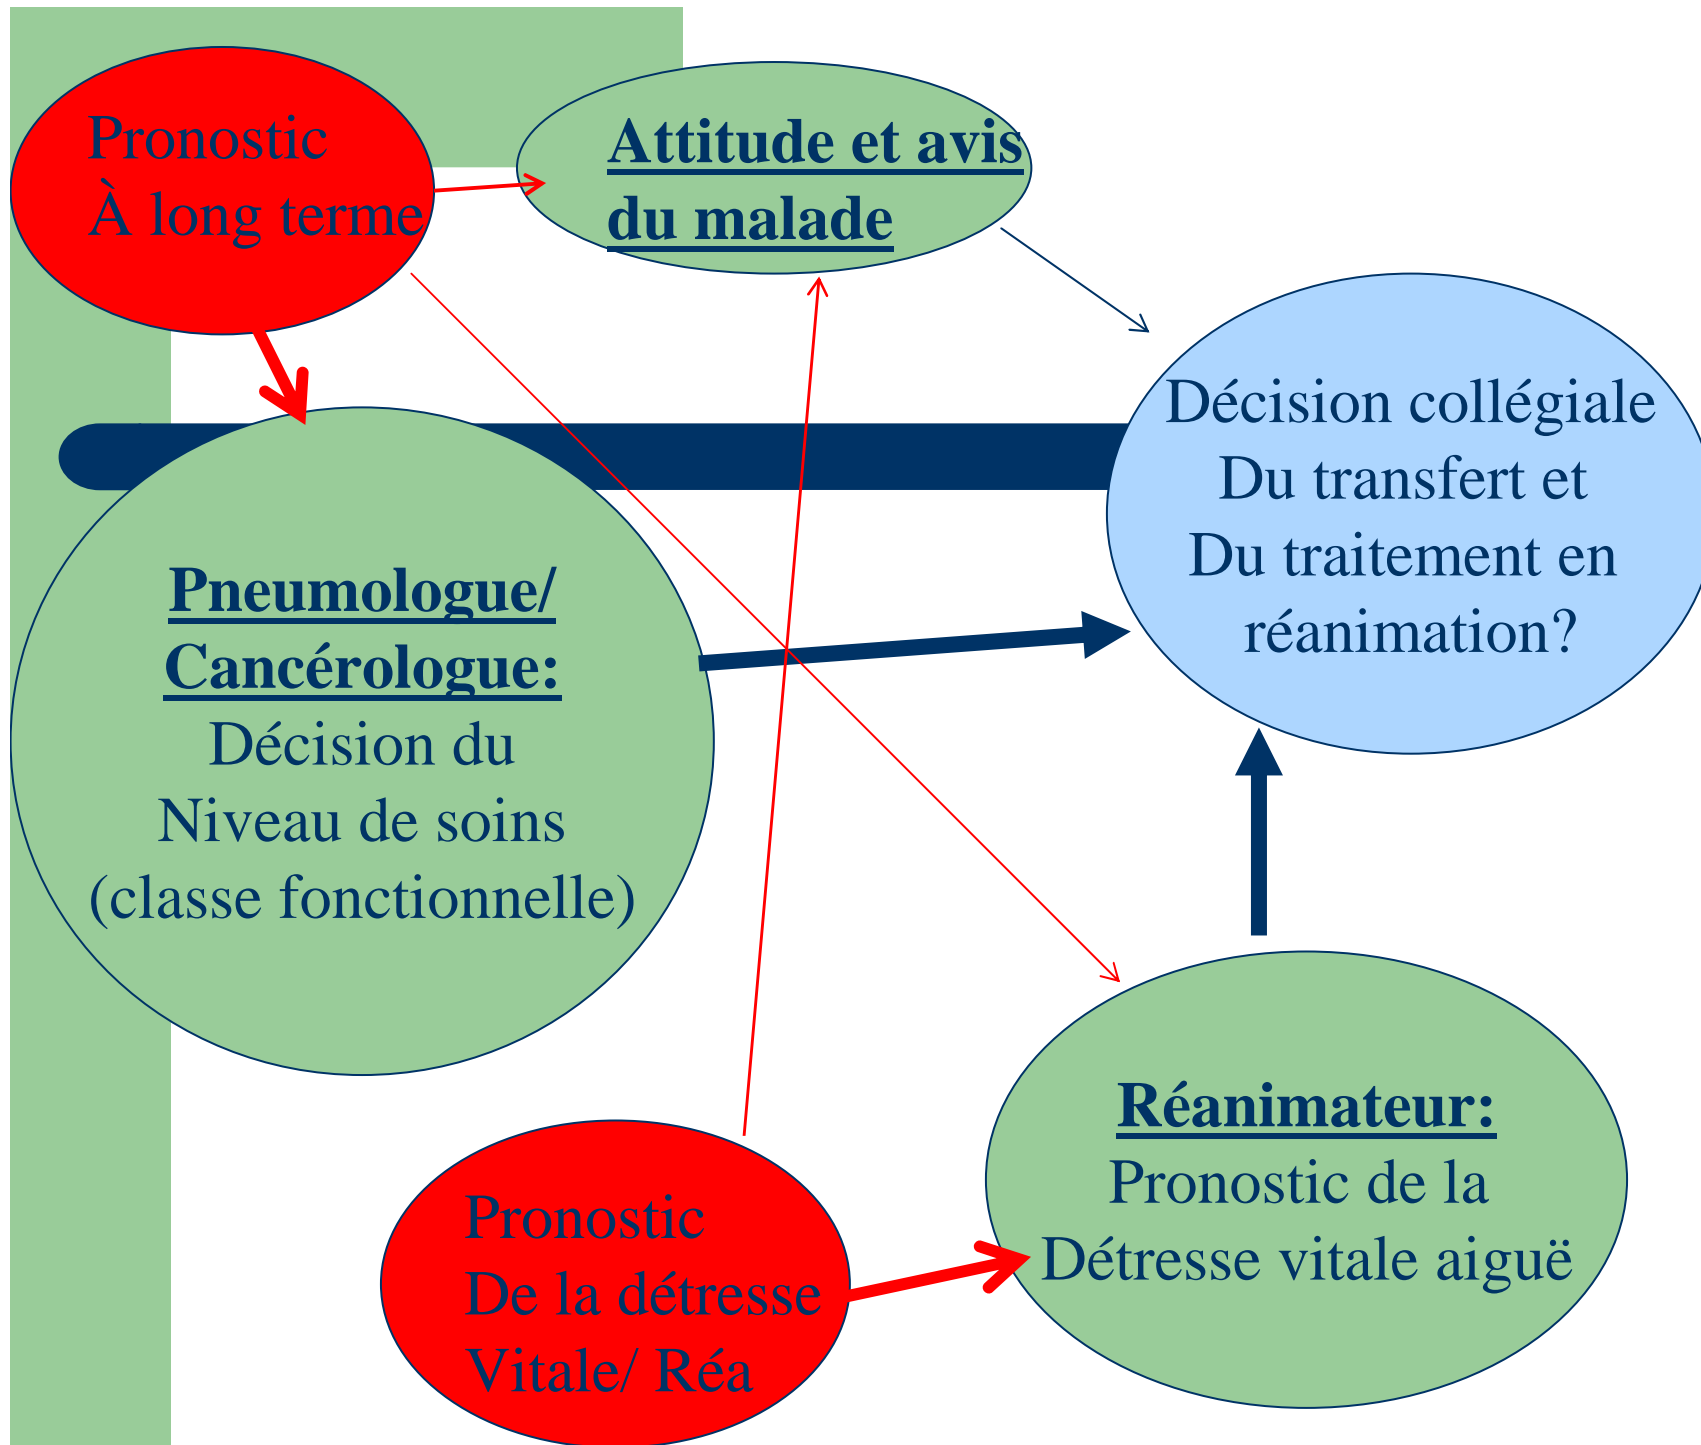 Pronostic
À long terme
Attitude et avis
du malade
Décision collégiale
Du transfert et
Du traitement en
réanimation?
Pneumologue/
Cancérologue:
Décision du
Niveau de soins
(classe fonctionnelle)
Réanimateur:
Pronostic de la
Détresse vitale aiguë
Pronostic
De la détresse
Vitale/ Réa